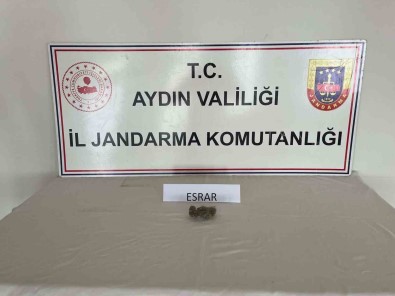 T.C.
AYDIN VALİLİĞİ
İL JANDARMA KOMUTANLIĞI
ESRAR